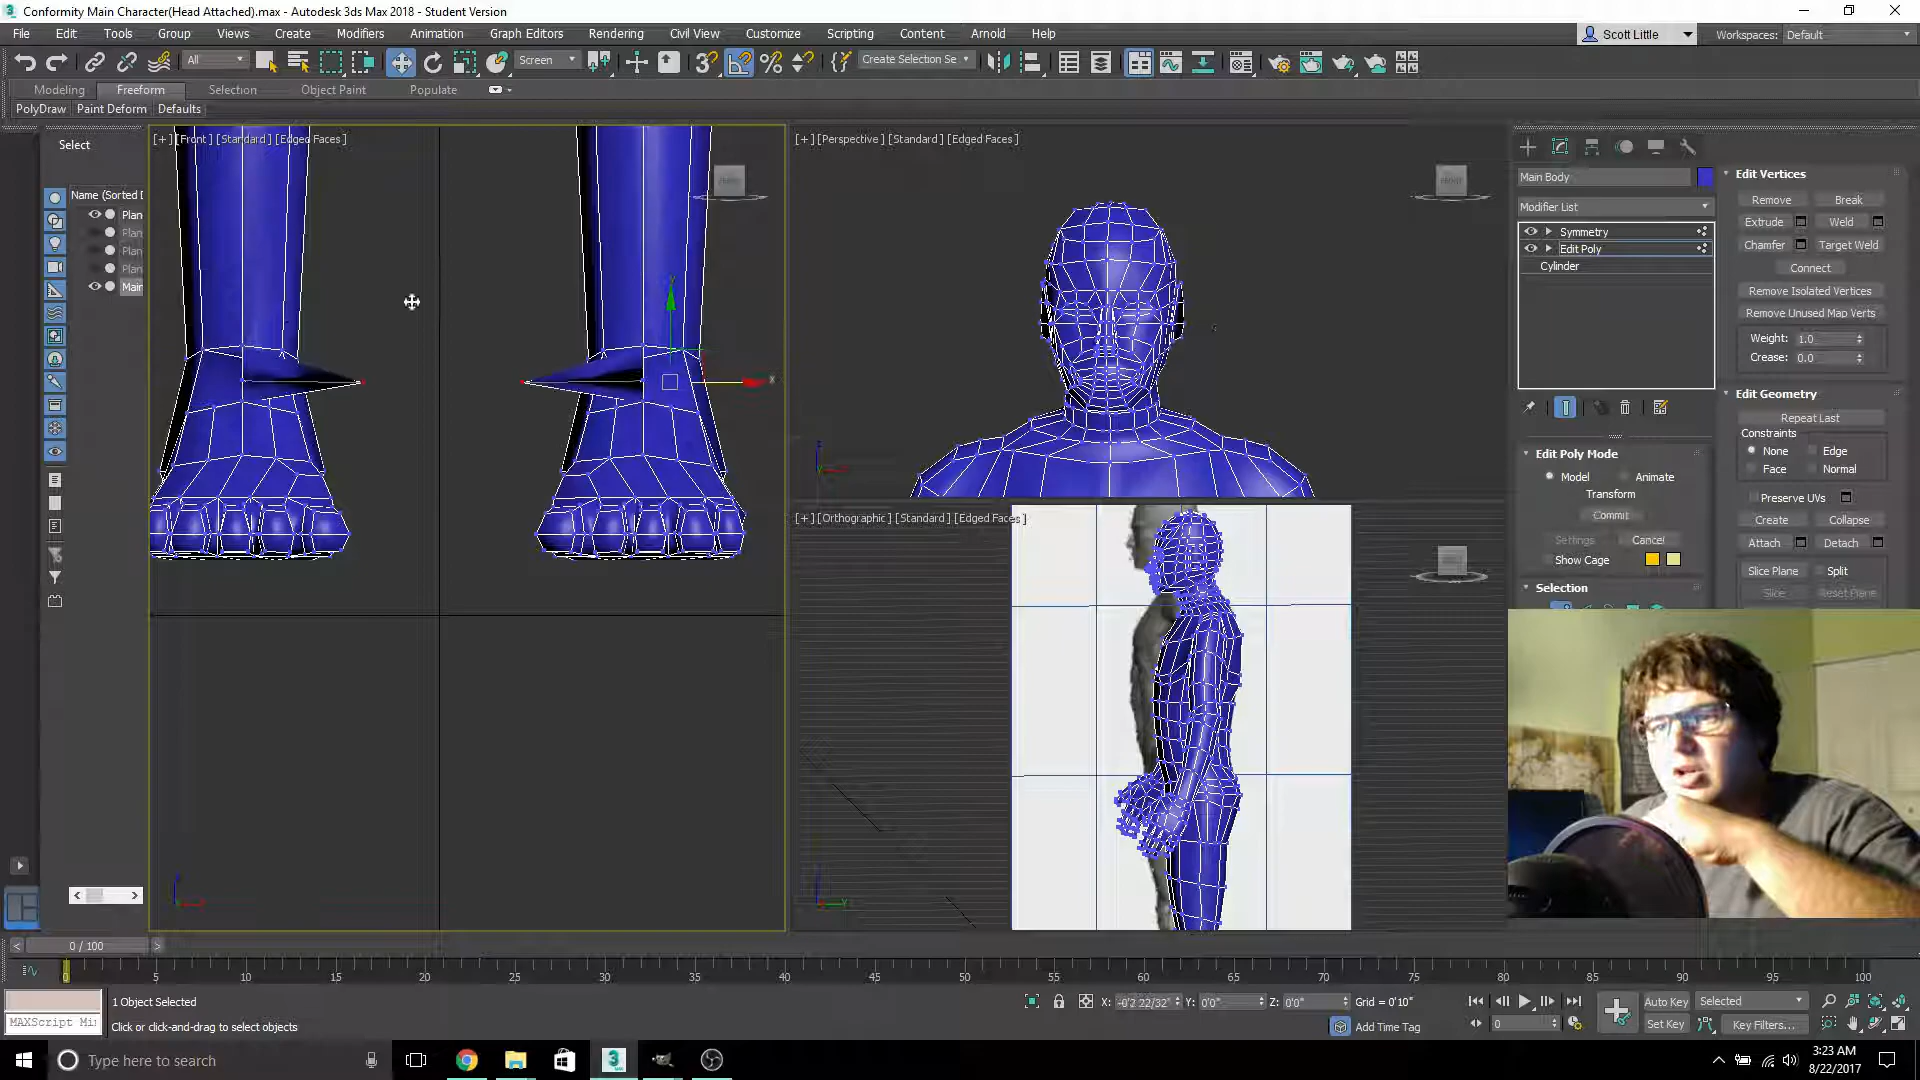 Conformity Main Character(Head Attached).max - Autodesk 3ds Max 2018 - Student Version
File Edit Tools Group Views Create Modifiers Animation Graph Editors Rendering Civil View Customize Scripting Content Arnold Help
Scott Little
Workspaces: Default
All
Screen
Create Selection Se
Modeling Freeform Selection Object Paint Populate
PolyDraw Paint Deform Defaults
Select
Name (Sorted D
Plan
Plan
Plan
Plan
Main
[+] [Front] [Standard] [Edged Faces]
[+] [Perspective] [Standard] [Edged Faces]
[+] [Orthographic] [Standard] [Edged Faces]
FRONT
Main Body
Modifier List
Symmetry
Edit Poly
Cylinder
Edit Poly Mode
Model Animate
Transform
Commit
Settings Cancel
Show Cage
Selection
Edit Vertices
Remove Break
Extrude Weld
Chamfer Target Weld
Connect
Remove Isolated Vertices
Remove Unused Map Verts
Weight: 1.0
Crease: 0.0
Edit Geometry
Repeat Last
Constraints
None Edge
Face Normal
Preserve UVs
Create Collapse
Attach Detach
Slice Plane Split
Slice Reset Plane
0 / 100
0 5 10 15 20 25 30 35 40 45 50 55 60 65 70 75 80 85 90 95 100
1 Object Selected
Click or click-and-drag to select objects
MAXScript Mi
X: -0'2 22/32" Y: 0'0" Z: 0'0" Grid = 0'10"
Add Time Tag
0
Auto Key Selected
Set Key Key Filters...
Type here to search
3:23 AM
8/22/2017